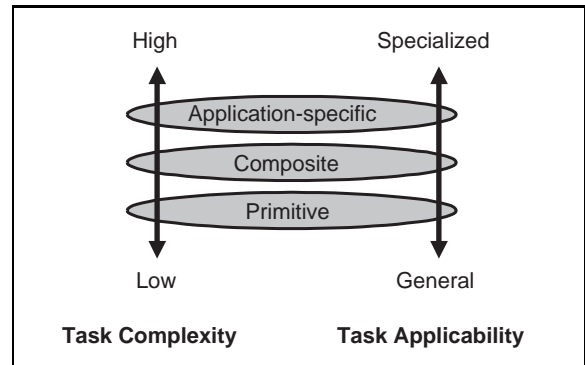 High Specialized
Application-specific
Composite
Primitive
Low General
Task Complexity Task Applicability